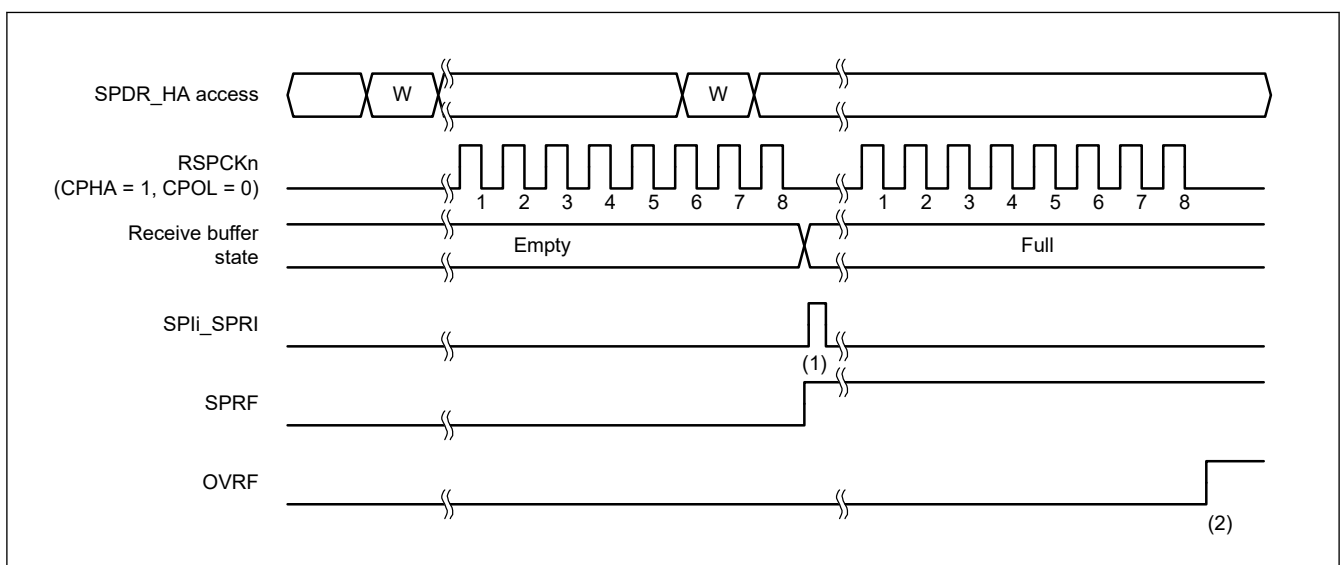 SPDR_HA access
W
W
RSPCKn
(CPHA = 1, CPOL = 0)
1 2 3 4 5 6 7 8
1 2 3 4 5 6 7 8
Receive buffer
state
Empty
Full
SPIi_SPRI
(1)
SPRF
OVRF
(2)